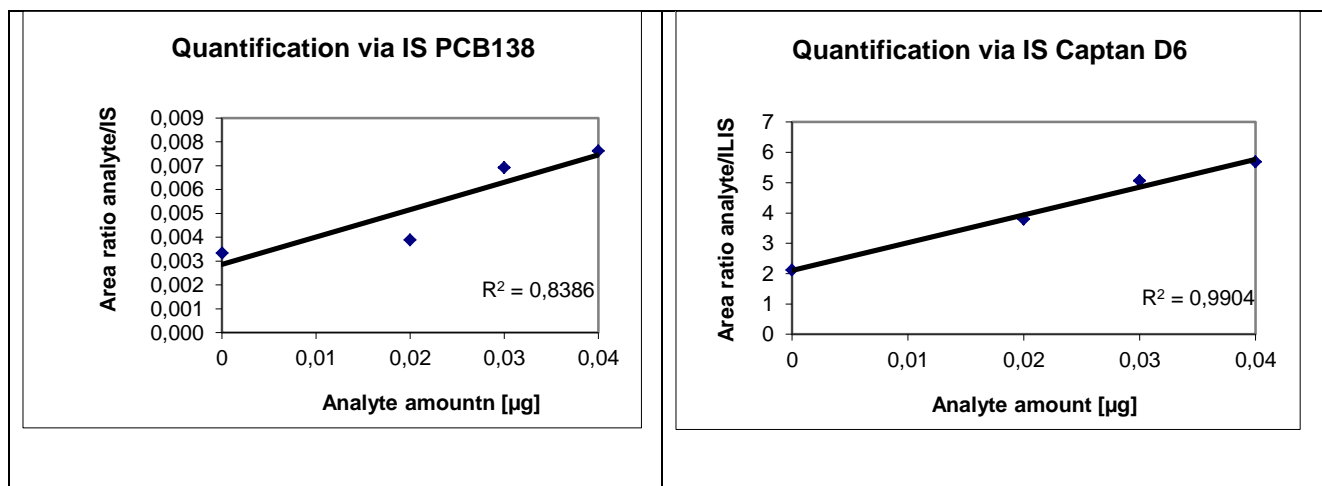 Quantification via IS PCB138
Area ratio analyte/IS
0,009
0,008
0,007
0,006
0,005
0,004
0,003
0,002
0,001
0,000
R² = 0,8386
0 0,01 0,02 0,03 0,04
Analyte amountn [µg]
Quantification via IS Captan D6
Area ratio analyte/ILIS
7
6
5
4
3
2
1
0
R² = 0,9904
0 0,01 0,02 0,03 0,04
Analyte amount [µg]